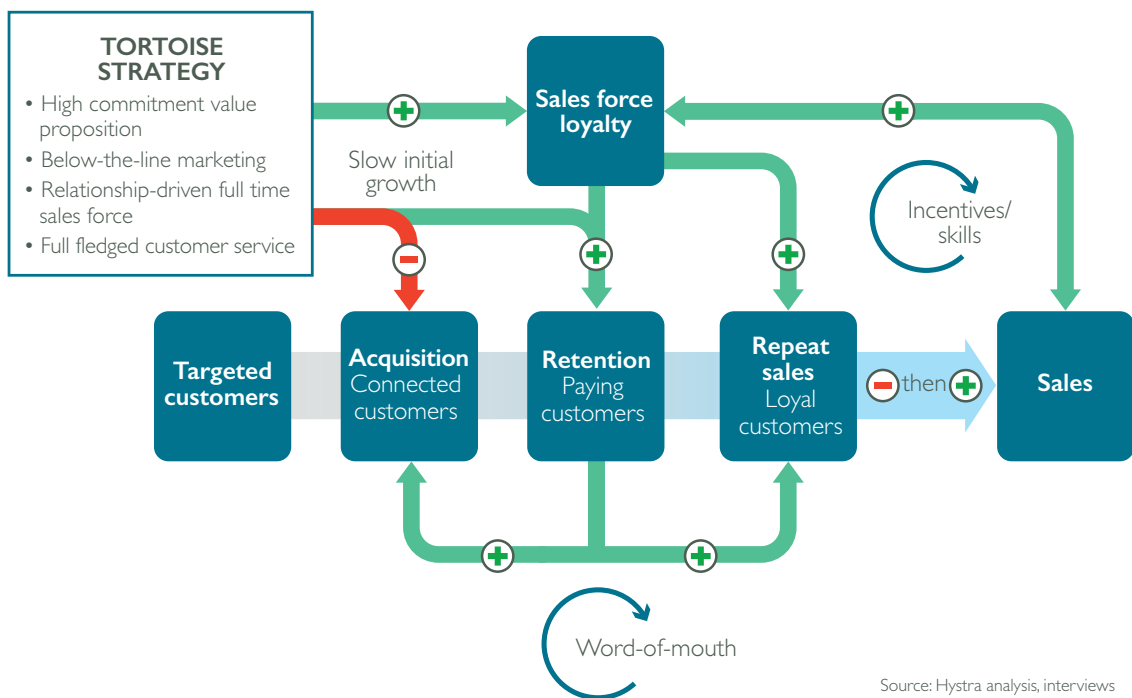 TORTOISE
STRATEGY
• High commitment value
proposition
• Below-the-line marketing
• Relationship-driven full time
sales force
• Full fledged customer service
Sales force
loyalty
Slow initial
growth
Incentives/
skills
Targeted
customers
Acquisition
Connected
customers
Retention
Paying
customers
Repeat
sales
Loyal
customers
then
Sales
Word-of-mouth
Source: Hystra analysis, interviews